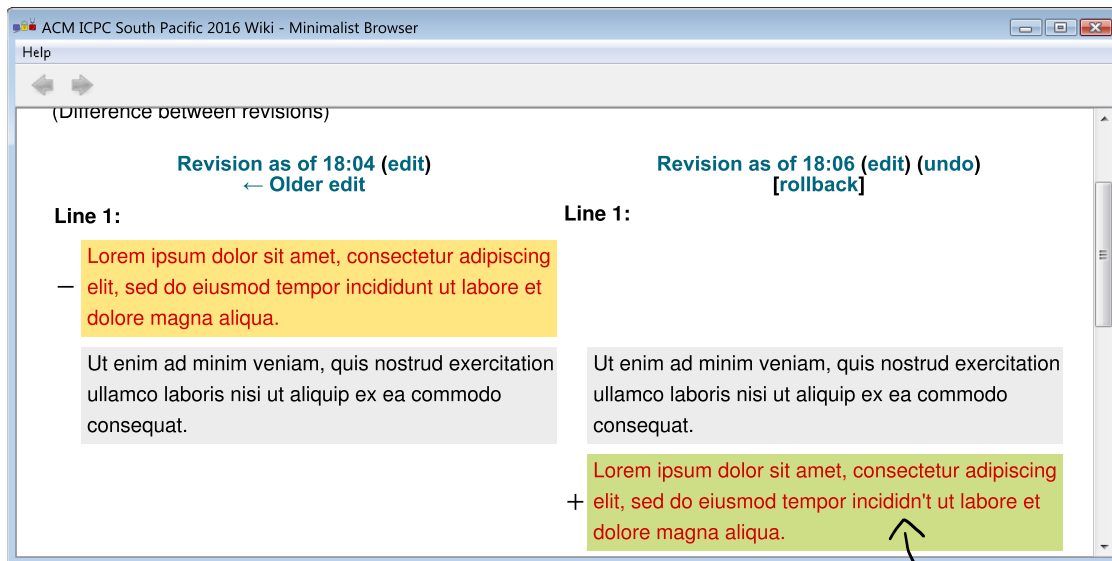 ACM ICPC South Pacific 2016 Wiki - Minimalist Browser
Help
(Difference between revisions)
Revision as of 18:04 (edit)
← Older edit
Revision as of 18:06 (edit) (undo)
[rollback]
Line 1:
Line 1:
− Lorem ipsum dolor sit amet, consectetur adipiscing
elit, sed do eiusmod tempor incididunt ut labore et
dolore magna aliqua.
Ut enim ad minim veniam, quis nostrud exercitation
ullamco laboris nisi ut aliquip ex ea commodo
consequat.
Ut enim ad minim veniam, quis nostrud exercitation
ullamco laboris nisi ut aliquip ex ea commodo
consequat.
+ Lorem ipsum dolor sit amet, consectetur adipiscing
elit, sed do eiusmod tempor incididn't ut labore et
dolore magna aliqua.